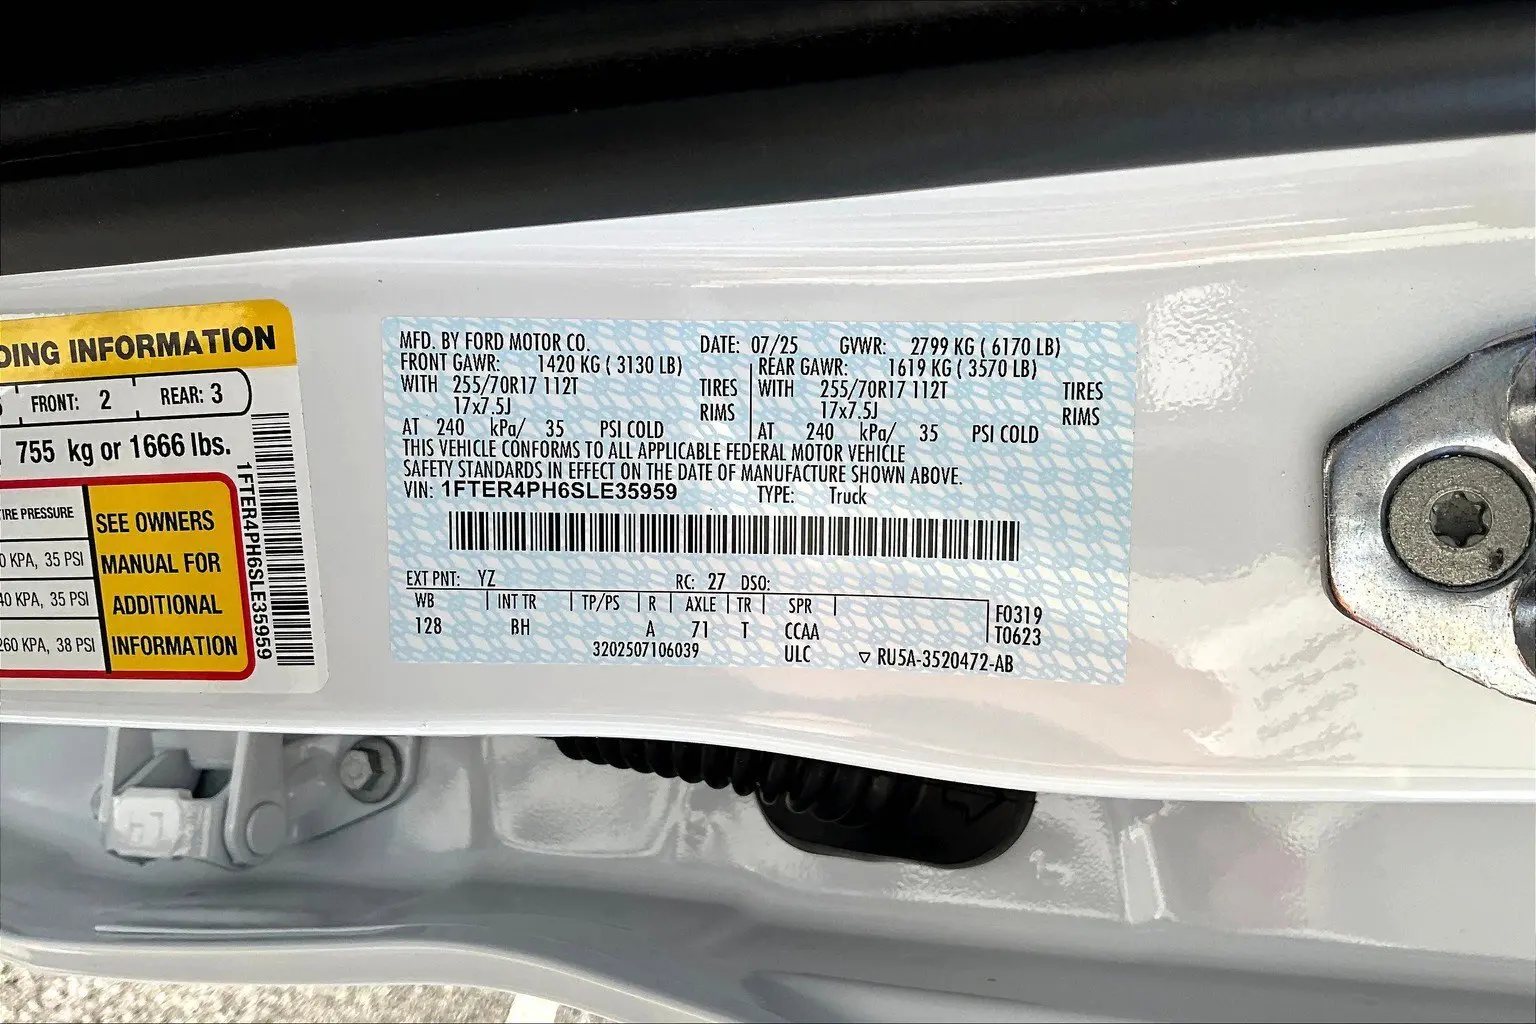 DING INFORMATION
FRONT: 2 REAR: 3
755 kg or 1666 lbs.
IRE PRESSURE
0 KPA, 35 PSI
40 KPA, 35 PSI
260 KPA, 38 PSI
SEE OWNERS
MANUAL FOR
ADDITIONAL
INFORMATION
1FTER4PH6SLE35959
MFD. BY FORD MOTOR CO. DATE: 07/25 GVWR: 2799 KG ( 6170 LB)
FRONT GAWR: 1420 KG ( 3130 LB) REAR GAWR: 1619 KG ( 3570 LB)
WITH 255/70R17 112T TIRES WITH 255/70R17 112T TIRES
17x7.5J RIMS 17x7.5J RIMS
AT 240 kPa/ 35 PSI COLD AT 240 kPa/ 35 PSI COLD
THIS VEHICLE CONFORMS TO ALL APPLICABLE FEDERAL MOTOR VEHICLE
SAFETY STANDARDS IN EFFECT ON THE DATE OF MANUFACTURE SHOWN ABOVE.
VIN: 1FTER4PH6SLE35959 TYPE: Truck
EXT PNT: YZ RC: 27 DSO:
WB INT TR TP/PS R AXLE TR SPR F0319
128 BH A 71 T CCAA T0623
3202507106039 ULC ▽ RU5A-3520472-AB